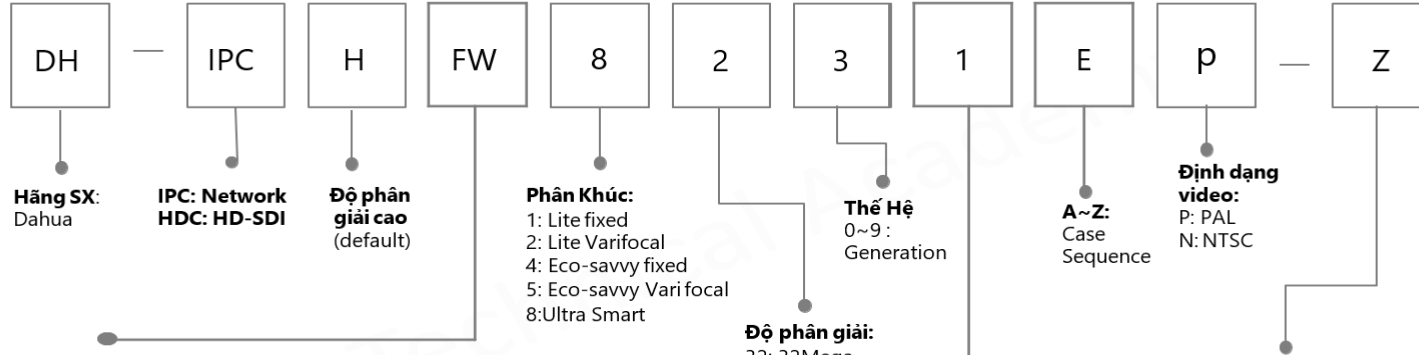 DH — IPC H FW 8 2 3 1 E p — Z
Hãng SX:
Dahua
IPC: Network
HDC: HD-SDI
Độ phân
giải cao
(default)
Phân Khúc:
1: Lite fixed
2: Lite Varifocal
4: Eco-savvy fixed
5: Eco-savvy Vari focal
8:Ultra Smart
Độ phân giải:
Thế Hệ
0~9 :
Generation
A~Z:
Case
Sequence
Định dạng
video:
P: PAL
N: NTSC
Technical Academy